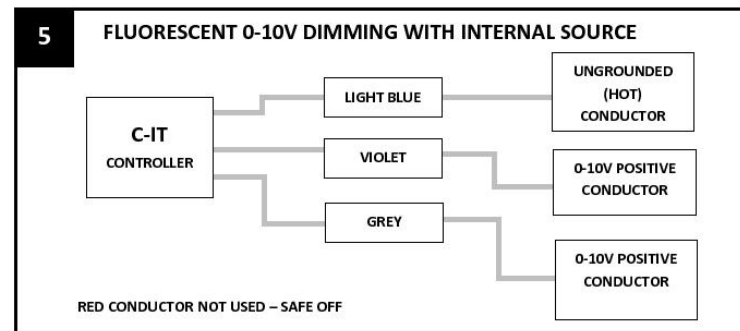 5
FLUORESCENT 0-10V DIMMING WITH INTERNAL SOURCE
C-IT
CONTROLLER
LIGHT BLUE
UNGROUNDED
(HOT)
CONDUCTOR
VIOLET
0-10V POSITIVE
CONDUCTOR
GREY
0-10V POSITIVE
CONDUCTOR
RED CONDUCTOR NOT USED – SAFE OFF